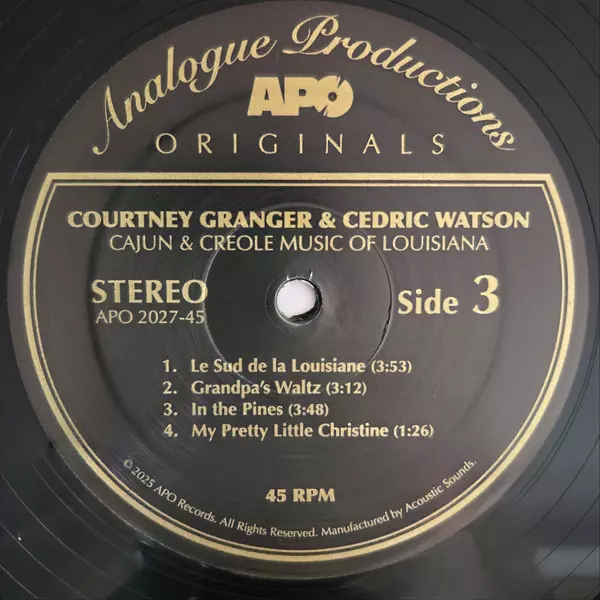 Analogue Productions
APO
ORIGINALS
COURTNEY GRANGER & CEDRIC WATSON
CAJUN & CREOLE MUSIC OF LOUISIANA
STEREO
APO 2027-45
Side 3
1. Le Sud de la Louisiane (3:53)
2. Grandpa's Waltz (3:12)
3. In the Pines (3:48)
4. My Pretty Little Christine (1:26)
45 RPM
© 2025 APO Records. All Rights Reserved. Manufactured by Acoustic Sounds.